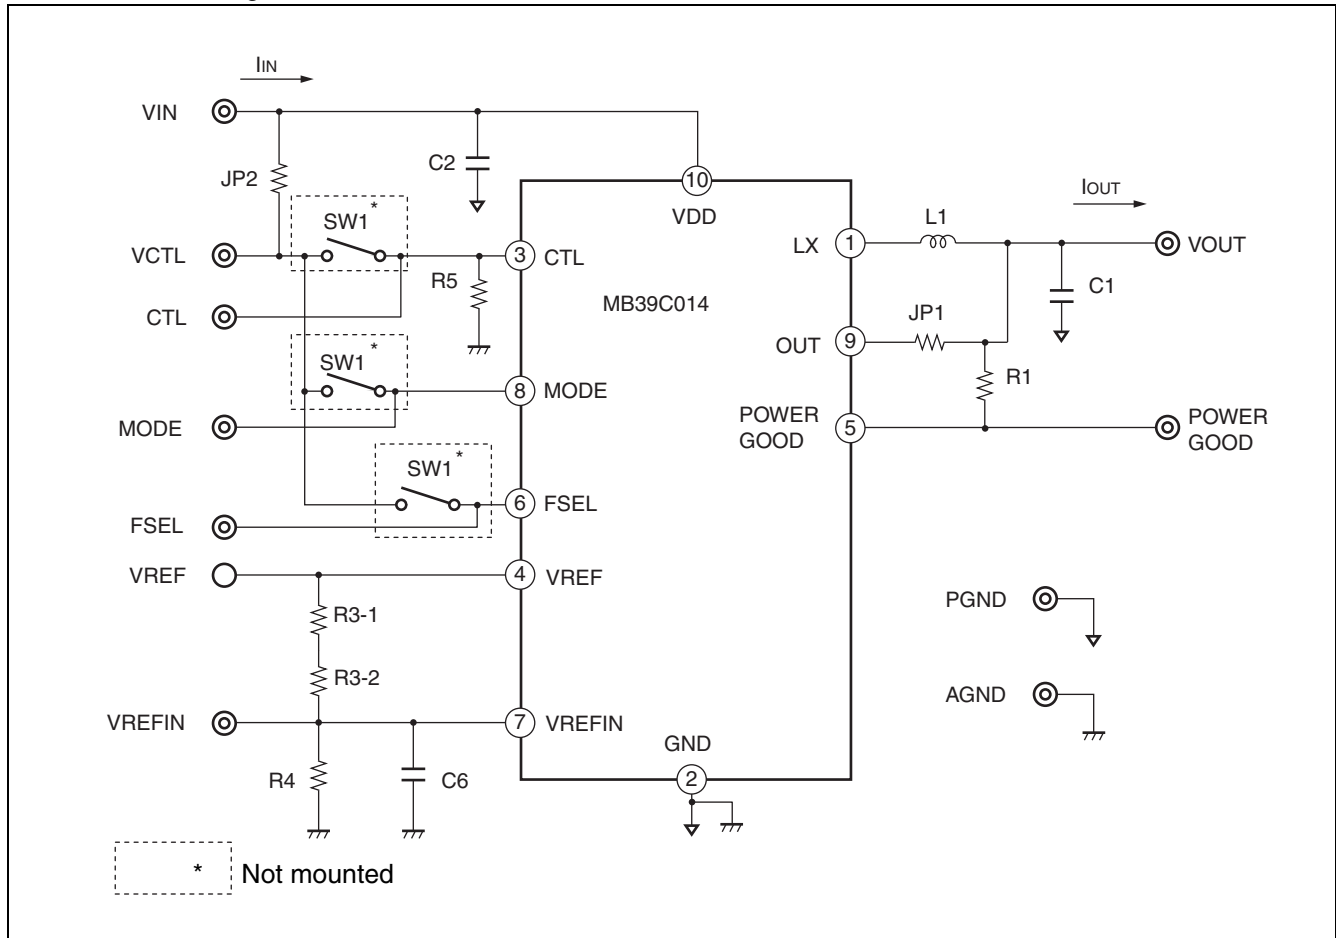 IIN
VIN
C2
JP2
10
VDD
SW1 *
IOUT
L1
VCTL
3
CTL
LX
1
VOUT
R5
C1
MB39C014
CTL
JP1
OUT
9
SW1 *
R1
8
MODE
MODE
POWER
GOOD
5
POWER
GOOD
SW1 *
6
FSEL
FSEL
VREF
4
VREF
PGND
R3-1
R3-2
AGND
VREFIN
7
VREFIN
GND
R4
C6
2
* Not mounted